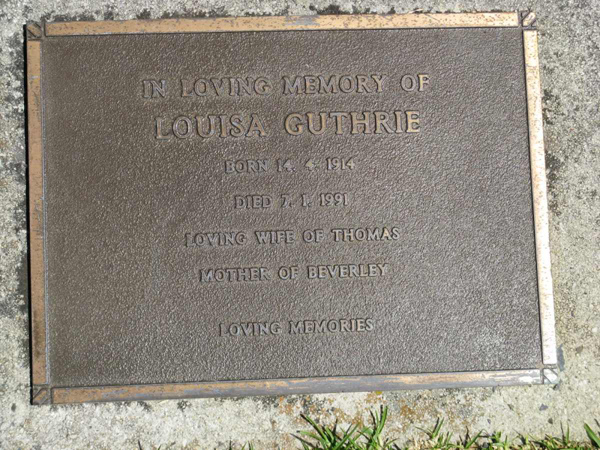 IN LOVING MEMORY OF
LOUISA GUTHRIE
BORN 14. 4. 1914
DIED 7. 1. 1991
LOVING WIFE OF THOMAS
MOTHER OF BEVERLEY
LOVING MEMORIES